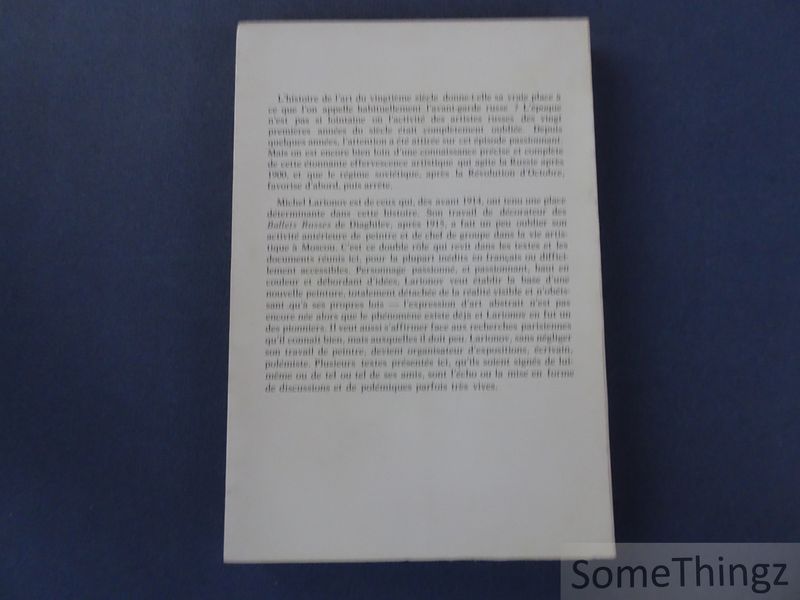 L'histoire de l'art du vingtième siècle donne-t-elle sa vraie place à
ce que l'on appelle habituellement l'avant-garde russe ? L'époque
n'est pas si lointaine où l'activité des artistes russes des vingt
premières années du siècle était complètement oubliée. Depuis
quelques années, l'attention a été attirée sur cet épisode passionnant.
Mais on est encore bien loin d'une connaissance précise et complète
de cette étonnante effervescence artistique qui agite la Russie après
1900, et que le régime soviétique, après la Révolution d'Octobre,
favorise d'abord, puis arrête.
Michel Larionov est de ceux qui, dès avant 1914, ont tenu une place
déterminante dans cette histoire. Son travail de décorateur des
Ballets Russes de Diaghilev, après 1915, a fait un peu oublier son
activité antérieure de peintre et de chef de groupe dans la vie artis-
tique à Moscou. C'est ce double rôle qui revit dans les textes et les
documents réunis ici, pour la plupart inédits en français ou diffici-
lement accessibles. Personnage passionné, et passionnant, haut en
couleur et débordant d'idées, Larionov veut établir la base d'une
nouvelle peinture, totalement détachée de la réalité visible et n'obéis-
sant qu'à ses propres lois — l'expression d'art abstrait n'est pas
encore née alors que le phénomène existe déjà et Larionov en fut un
des pionniers. Il veut aussi s'affirmer face aux recherches parisiennes
qu'il connaît bien, mais auxquelles il doit peu. Larionov, sans négliger
son travail de peintre, devient organisateur d'expositions, écrivain,
polémiste. Plusieurs textes présentés ici, qu'ils soient signés de lui-
même ou de tel ou tel de ses amis, sont l'écho ou la mise en forme
de discussions et de polémiques parfois très vives.
SomeThingz